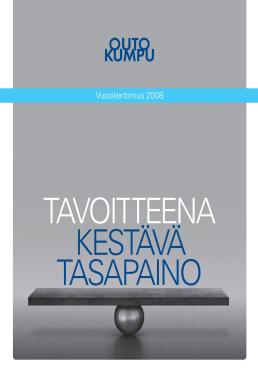 OUTO
KUMPU
Vuosikertomus 2008
TAVOITTEENA
KESTÄVÄ
TASAPAINO